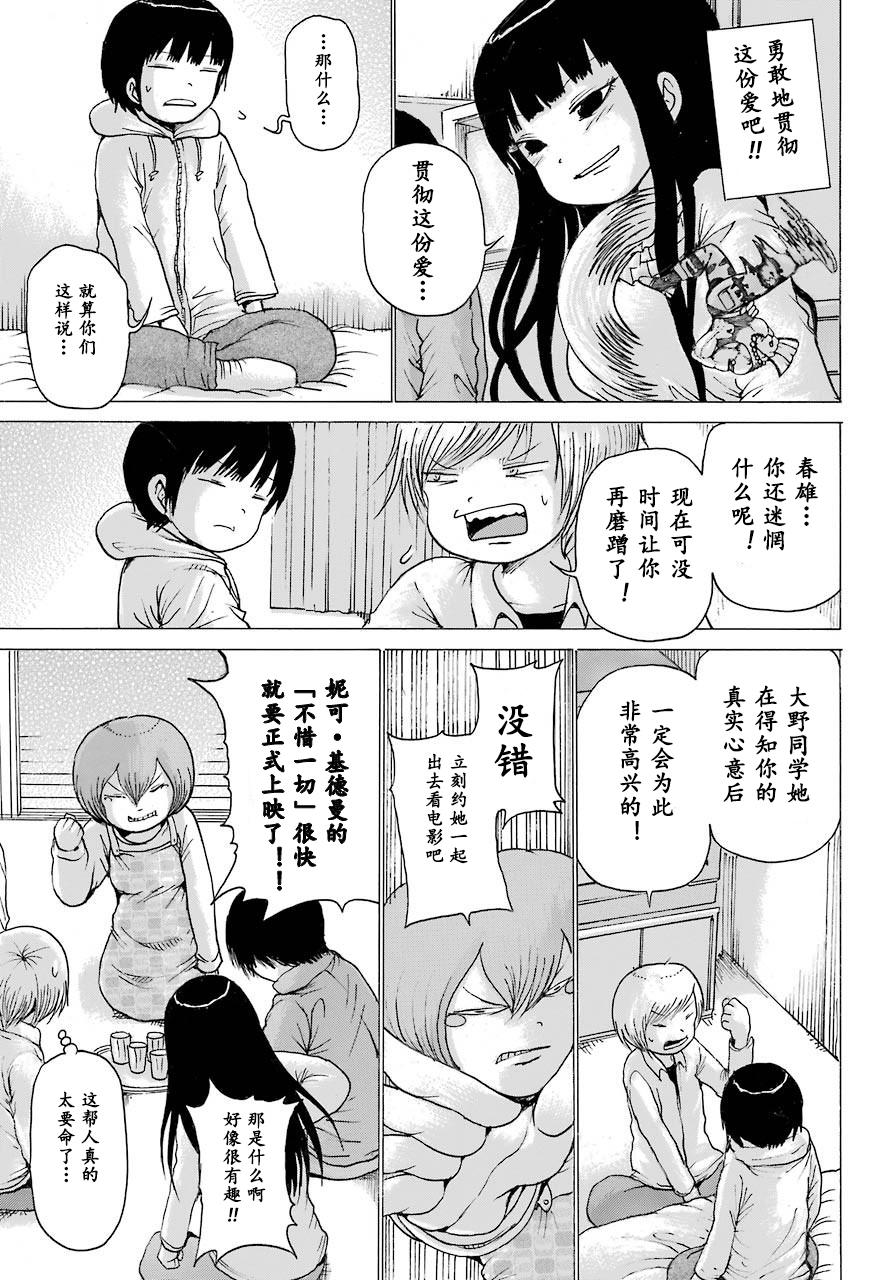 勇敢地贯彻
这份爱吧!!
贯彻这份爱…
…那什么…
就算你们
这样说…
春雄…
你还迷惘
什么呢!
现在可没
时间让你
再磨蹭了!
大野同学她
在得知你的
真实心意后
一定会为此
非常高兴的!
没错
立刻约她一起
出去看电影吧
妮可·基德曼的
「不惜一切」很快
就要正式上映了!!
那是什么啊
好像很有趣!!
这帮人真的
太要命了…